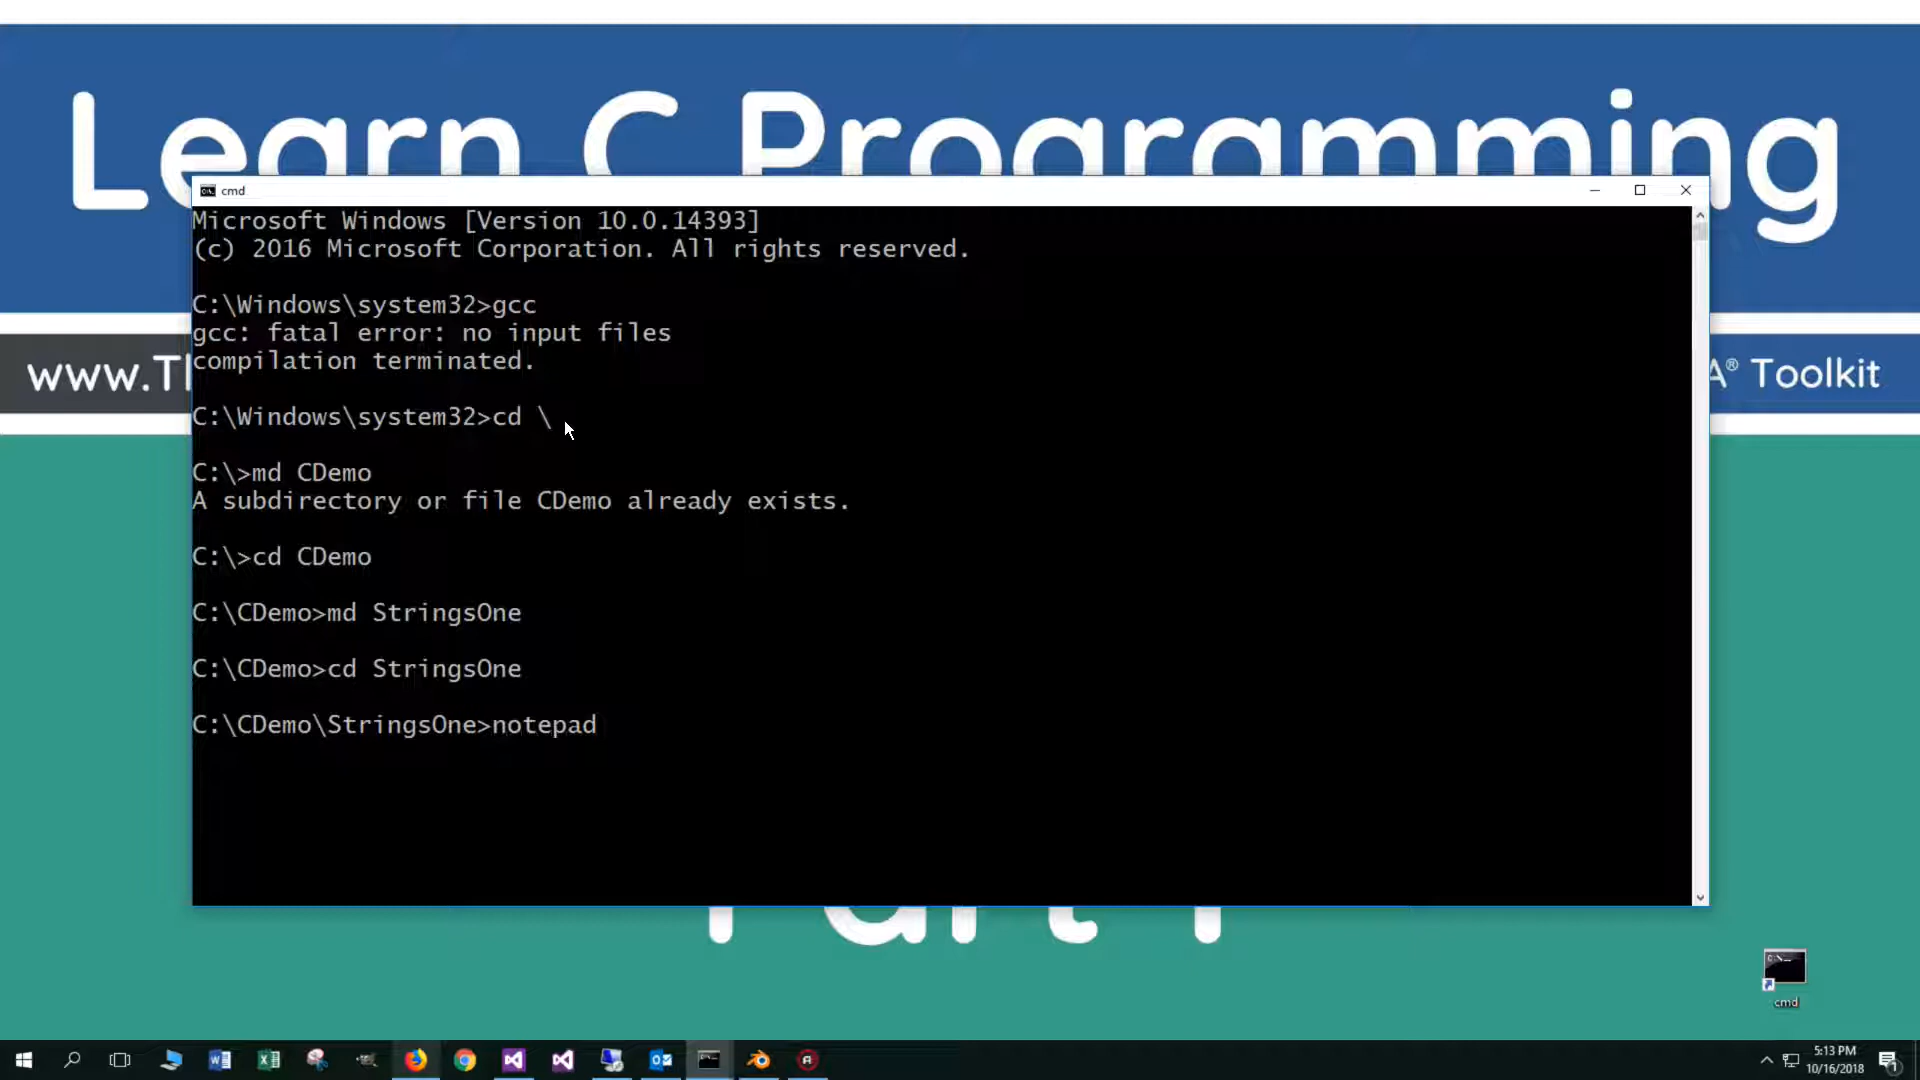 Learn C Programming
cmd
Microsoft Windows [Version 10.0.14393]
(c) 2016 Microsoft Corporation. All rights reserved.
C:\Windows\system32>gcc
gcc: fatal error: no input files
compilation terminated.
www.T
A® Toolkit
C:\Windows\system32>cd \
C:\>md CDemo
A subdirectory or file CDemo already exists.
C:\>cd CDemo
C:\CDemo>md StringsOne
C:\CDemo>cd StringsOne
C:\CDemo\StringsOne>notepad
cmd
5:13 PM
10/16/2018